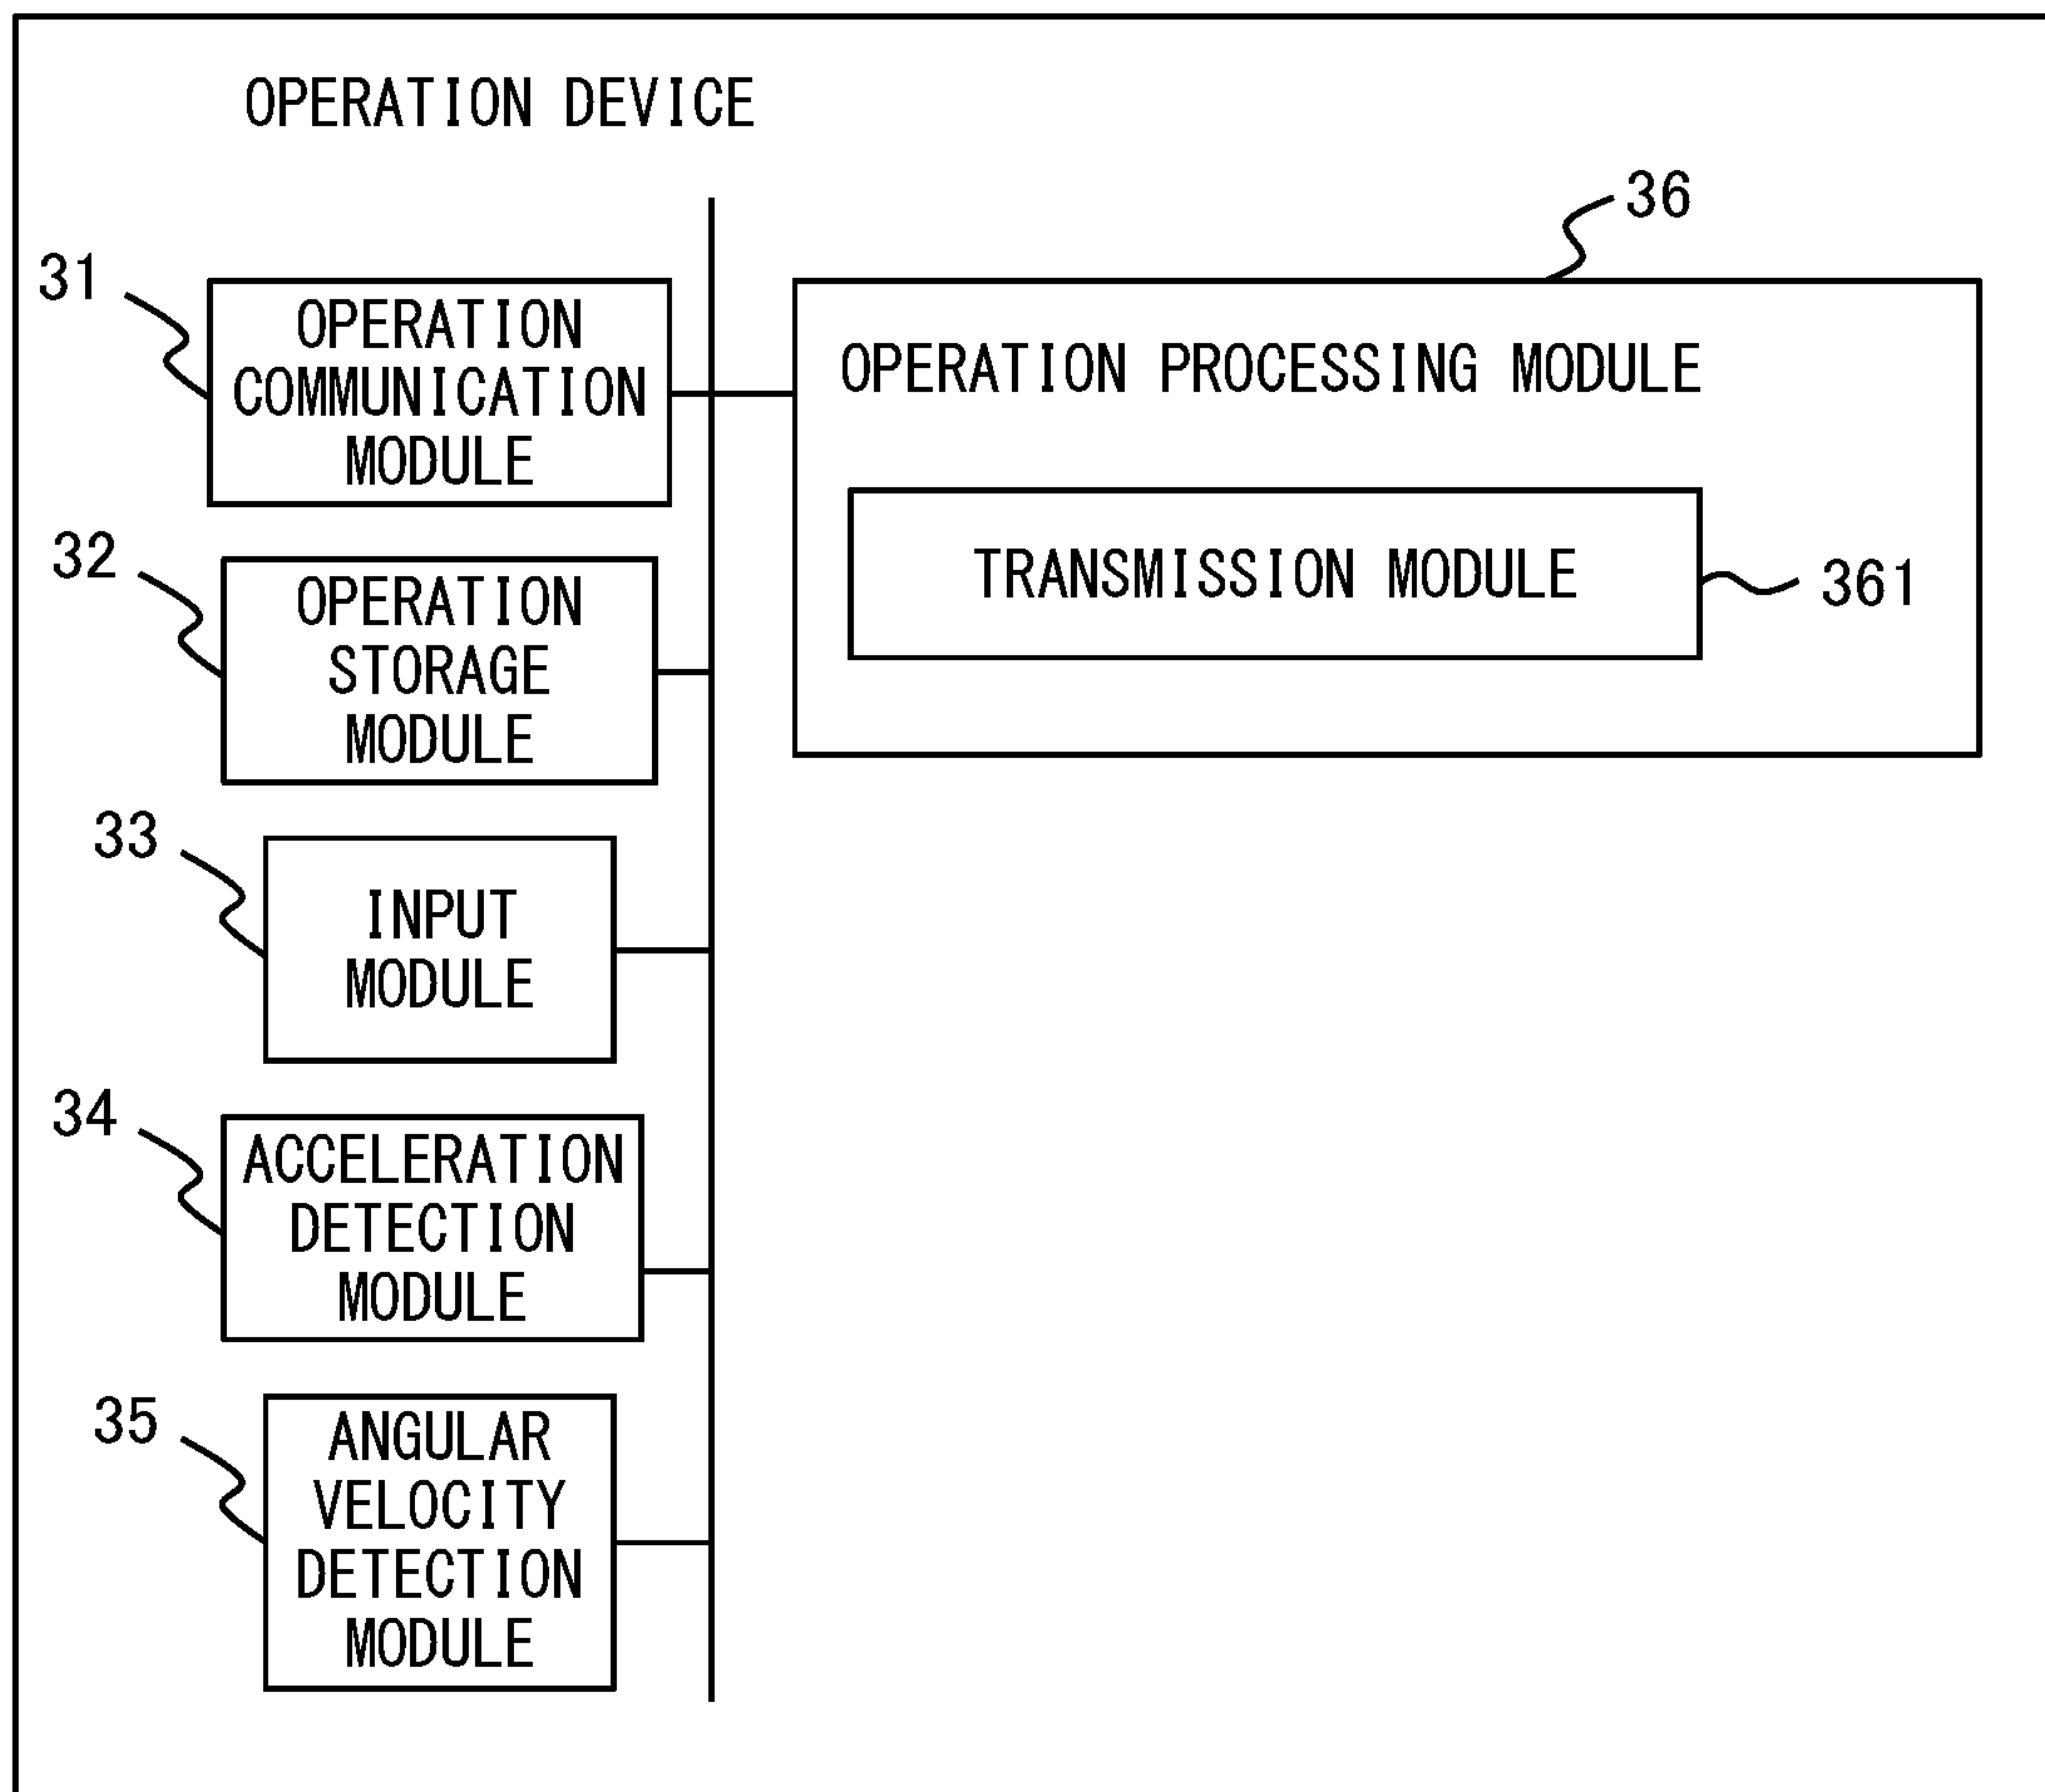 OPERATION DEVICE
31
OPERATION
COMMUNICATION
MODULE
32
OPERATION
STORAGE
MODULE
33
INPUT
MODULE
34
ACCELERATION
DETECTION
MODULE
35
ANGULAR
VELOCITY
DETECTION
MODULE
36
OPERATION PROCESSING MODULE
TRANSMISSION MODULE
361